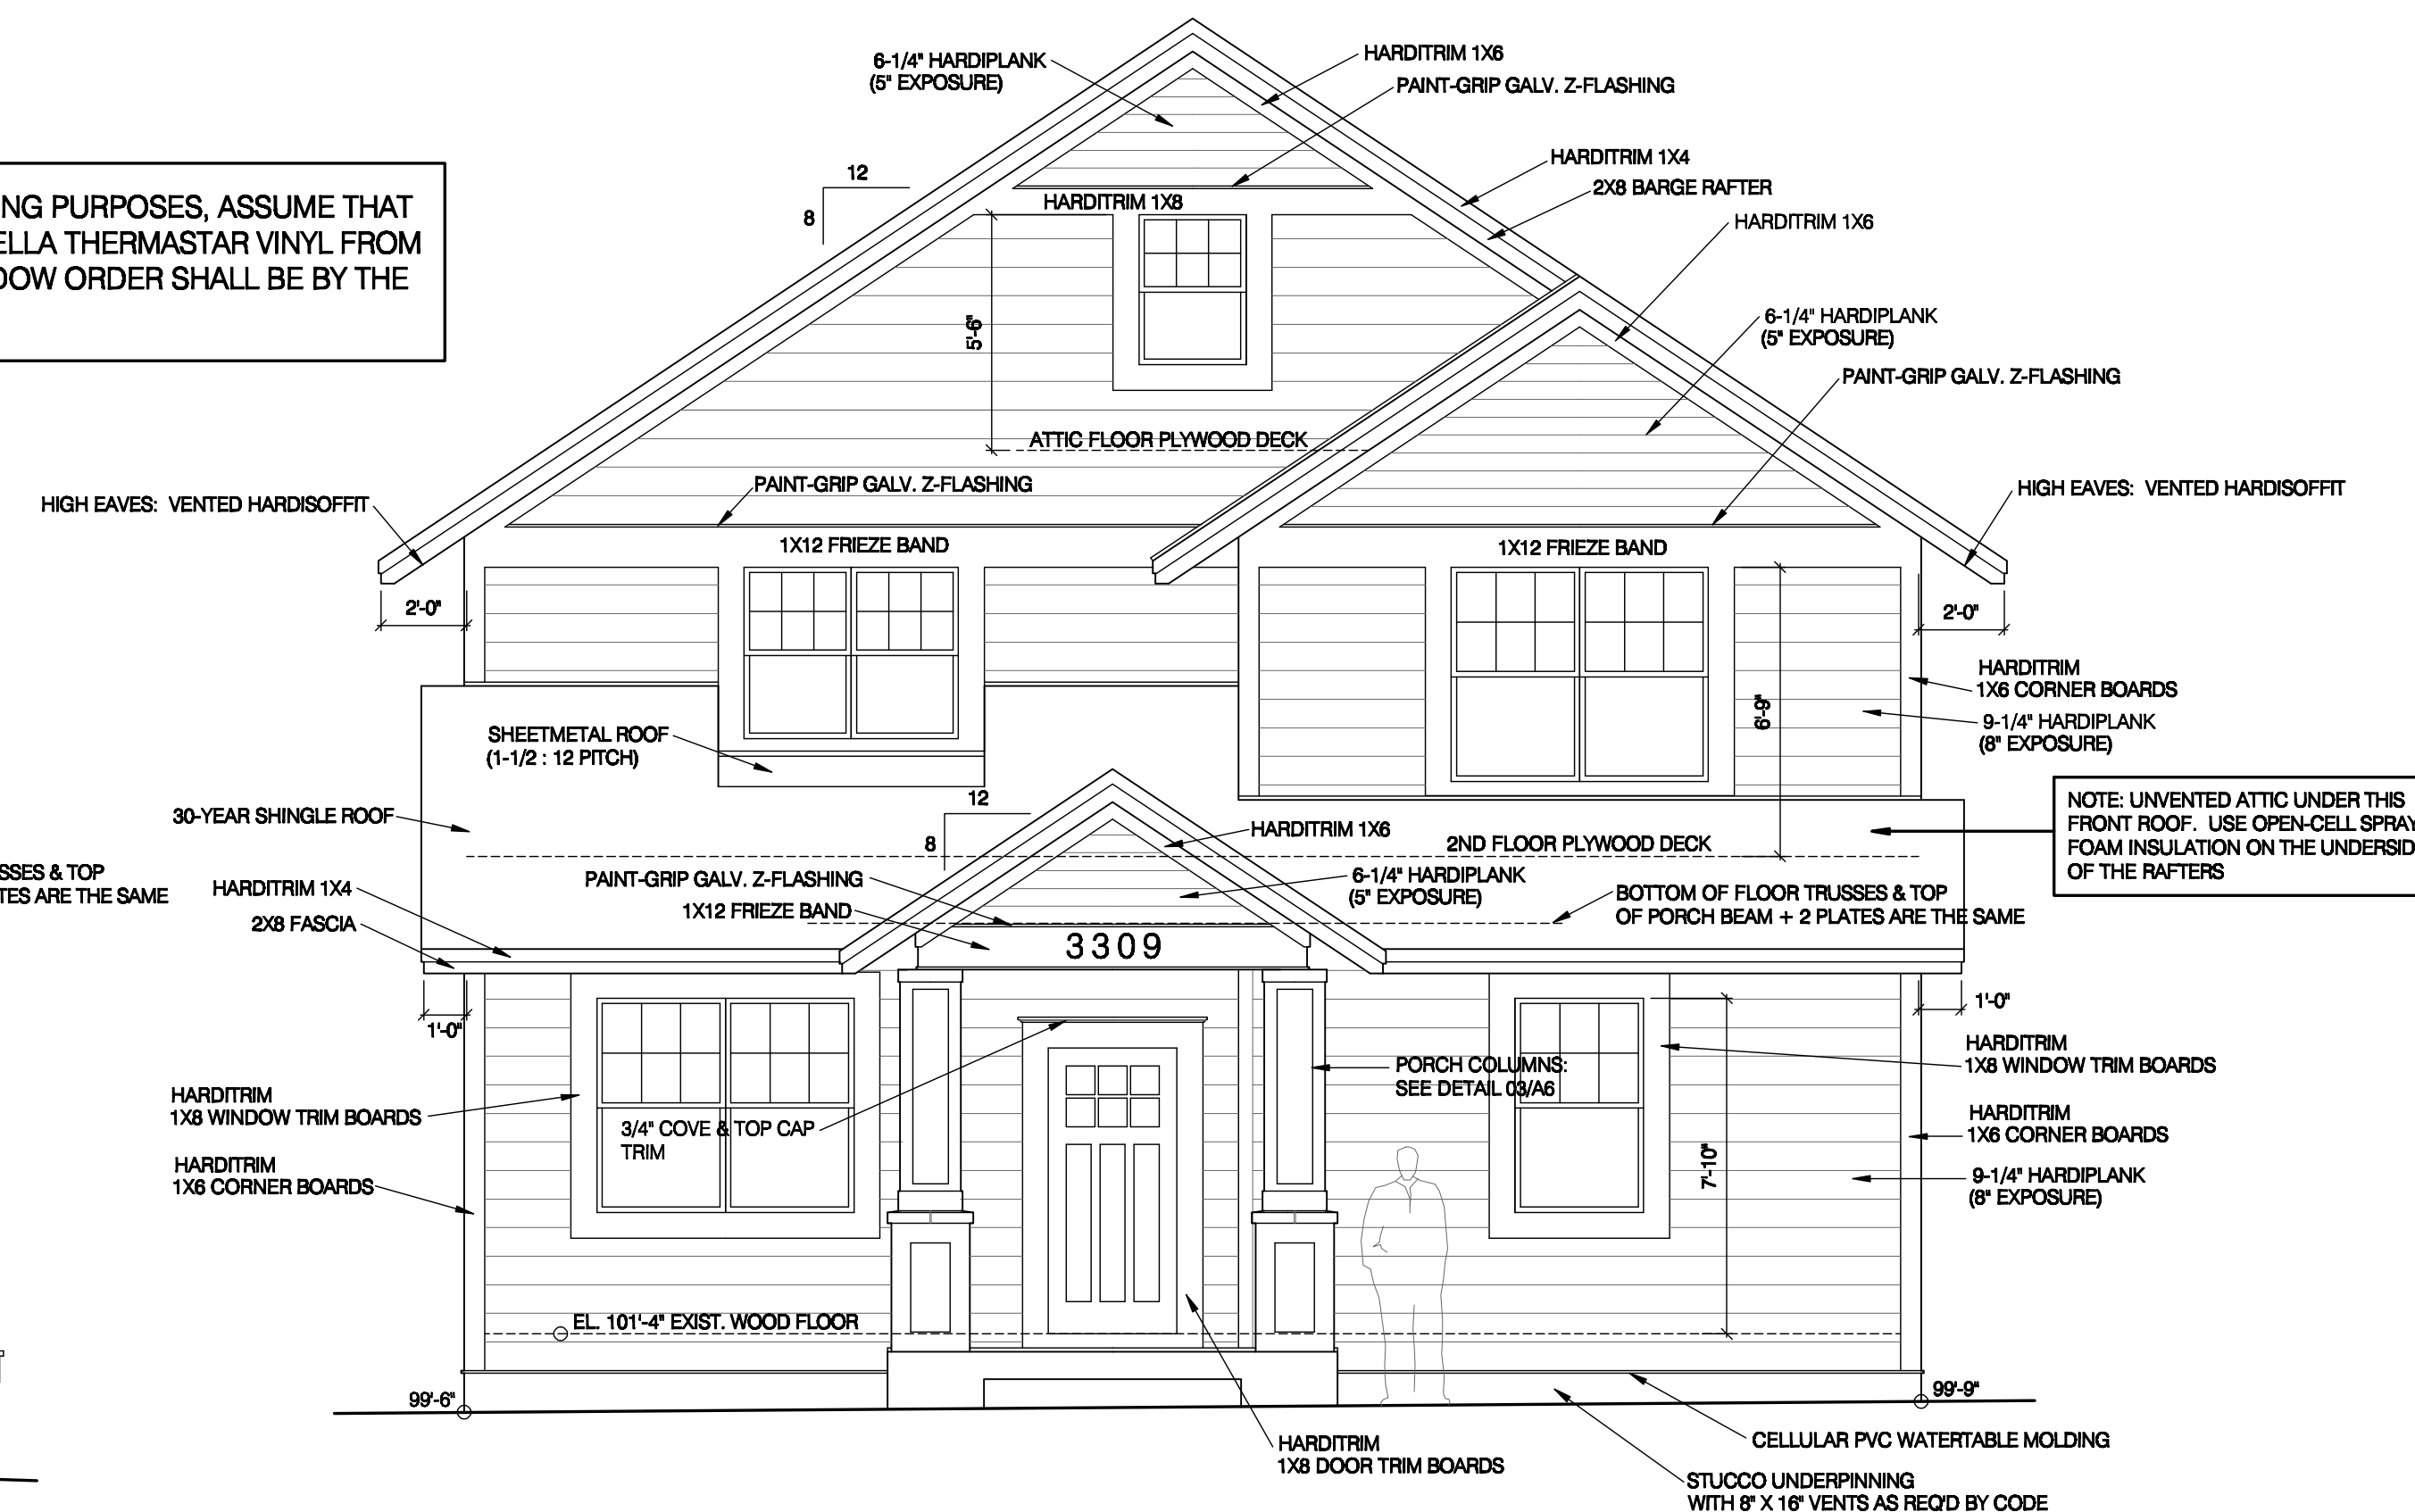 6-1/4" HARDIPLANK
(5" EXPOSURE)
HARDITRIM 1X6
PAINT-GRIP GALV. Z-FLASHING
HARDITRIM 1X4
2X8 BARGE RAFTER
HARDITRIM 1X6
12
8
HARDITRIM 1X8
NG PURPOSES, ASSUME THAT
ELLA THERMASTAR VINYL FROM
DOW ORDER SHALL BE BY THE
5'-6"
6-1/4" HARDIPLANK
(5" EXPOSURE)
PAINT-GRIP GALV. Z-FLASHING
ATTIC FLOOR PLYWOOD DECK
PAINT-GRIP GALV. Z-FLASHING
HIGH EAVES: VENTED HARDISOFFIT
HIGH EAVES: VENTED HARDISOFFIT
1X12 FRIEZE BAND
1X12 FRIEZE BAND
2'-0"
2'-0"
HARDITRIM
1X6 CORNER BOARDS
6'-9"
9-1/4" HARDIPLANK
(8" EXPOSURE)
SHEETMETAL ROOF
(1-1/2 : 12 PITCH)
30-YEAR SHINGLE ROOF
12
8
HARDITRIM 1X6
2ND FLOOR PLYWOOD DECK
NOTE: UNVENTED ATTIC UNDER THIS
FRONT ROOF. USE OPEN-CELL SPRAY
FOAM INSULATION ON THE UNDERSID
OF THE RAFTERS
SSES & TOP
TES ARE THE SAME
HARDITRIM 1X4
2X8 FASCIA
PAINT-GRIP GALV. Z-FLASHING
1X12 FRIEZE BAND
6-1/4" HARDIPLANK
(5" EXPOSURE)
BOTTOM OF FLOOR TRUSSES & TOP
OF PORCH BEAM + 2 PLATES ARE THE SAME
3309
1'-0"
1'-0"
HARDITRIM
1X8 WINDOW TRIM BOARDS
3/4" COVE & TOP CAP
TRIM
PORCH COLUMNS:
SEE DETAIL 03/A6
HARDITRIM
1X8 WINDOW TRIM BOARDS
HARDITRIM
1X6 CORNER BOARDS
7'-10"
HARDITRIM
1X6 CORNER BOARDS
9-1/4" HARDIPLANK
(8" EXPOSURE)
EL. 101'-4" EXIST. WOOD FLOOR
99'-6"
99'-9"
HARDITRIM
1X8 DOOR TRIM BOARDS
CELLULAR PVC WATERTABLE MOLDING
STUCCO UNDERPINNING
WITH 8" X 16" VENTS AS REQ'D BY CODE